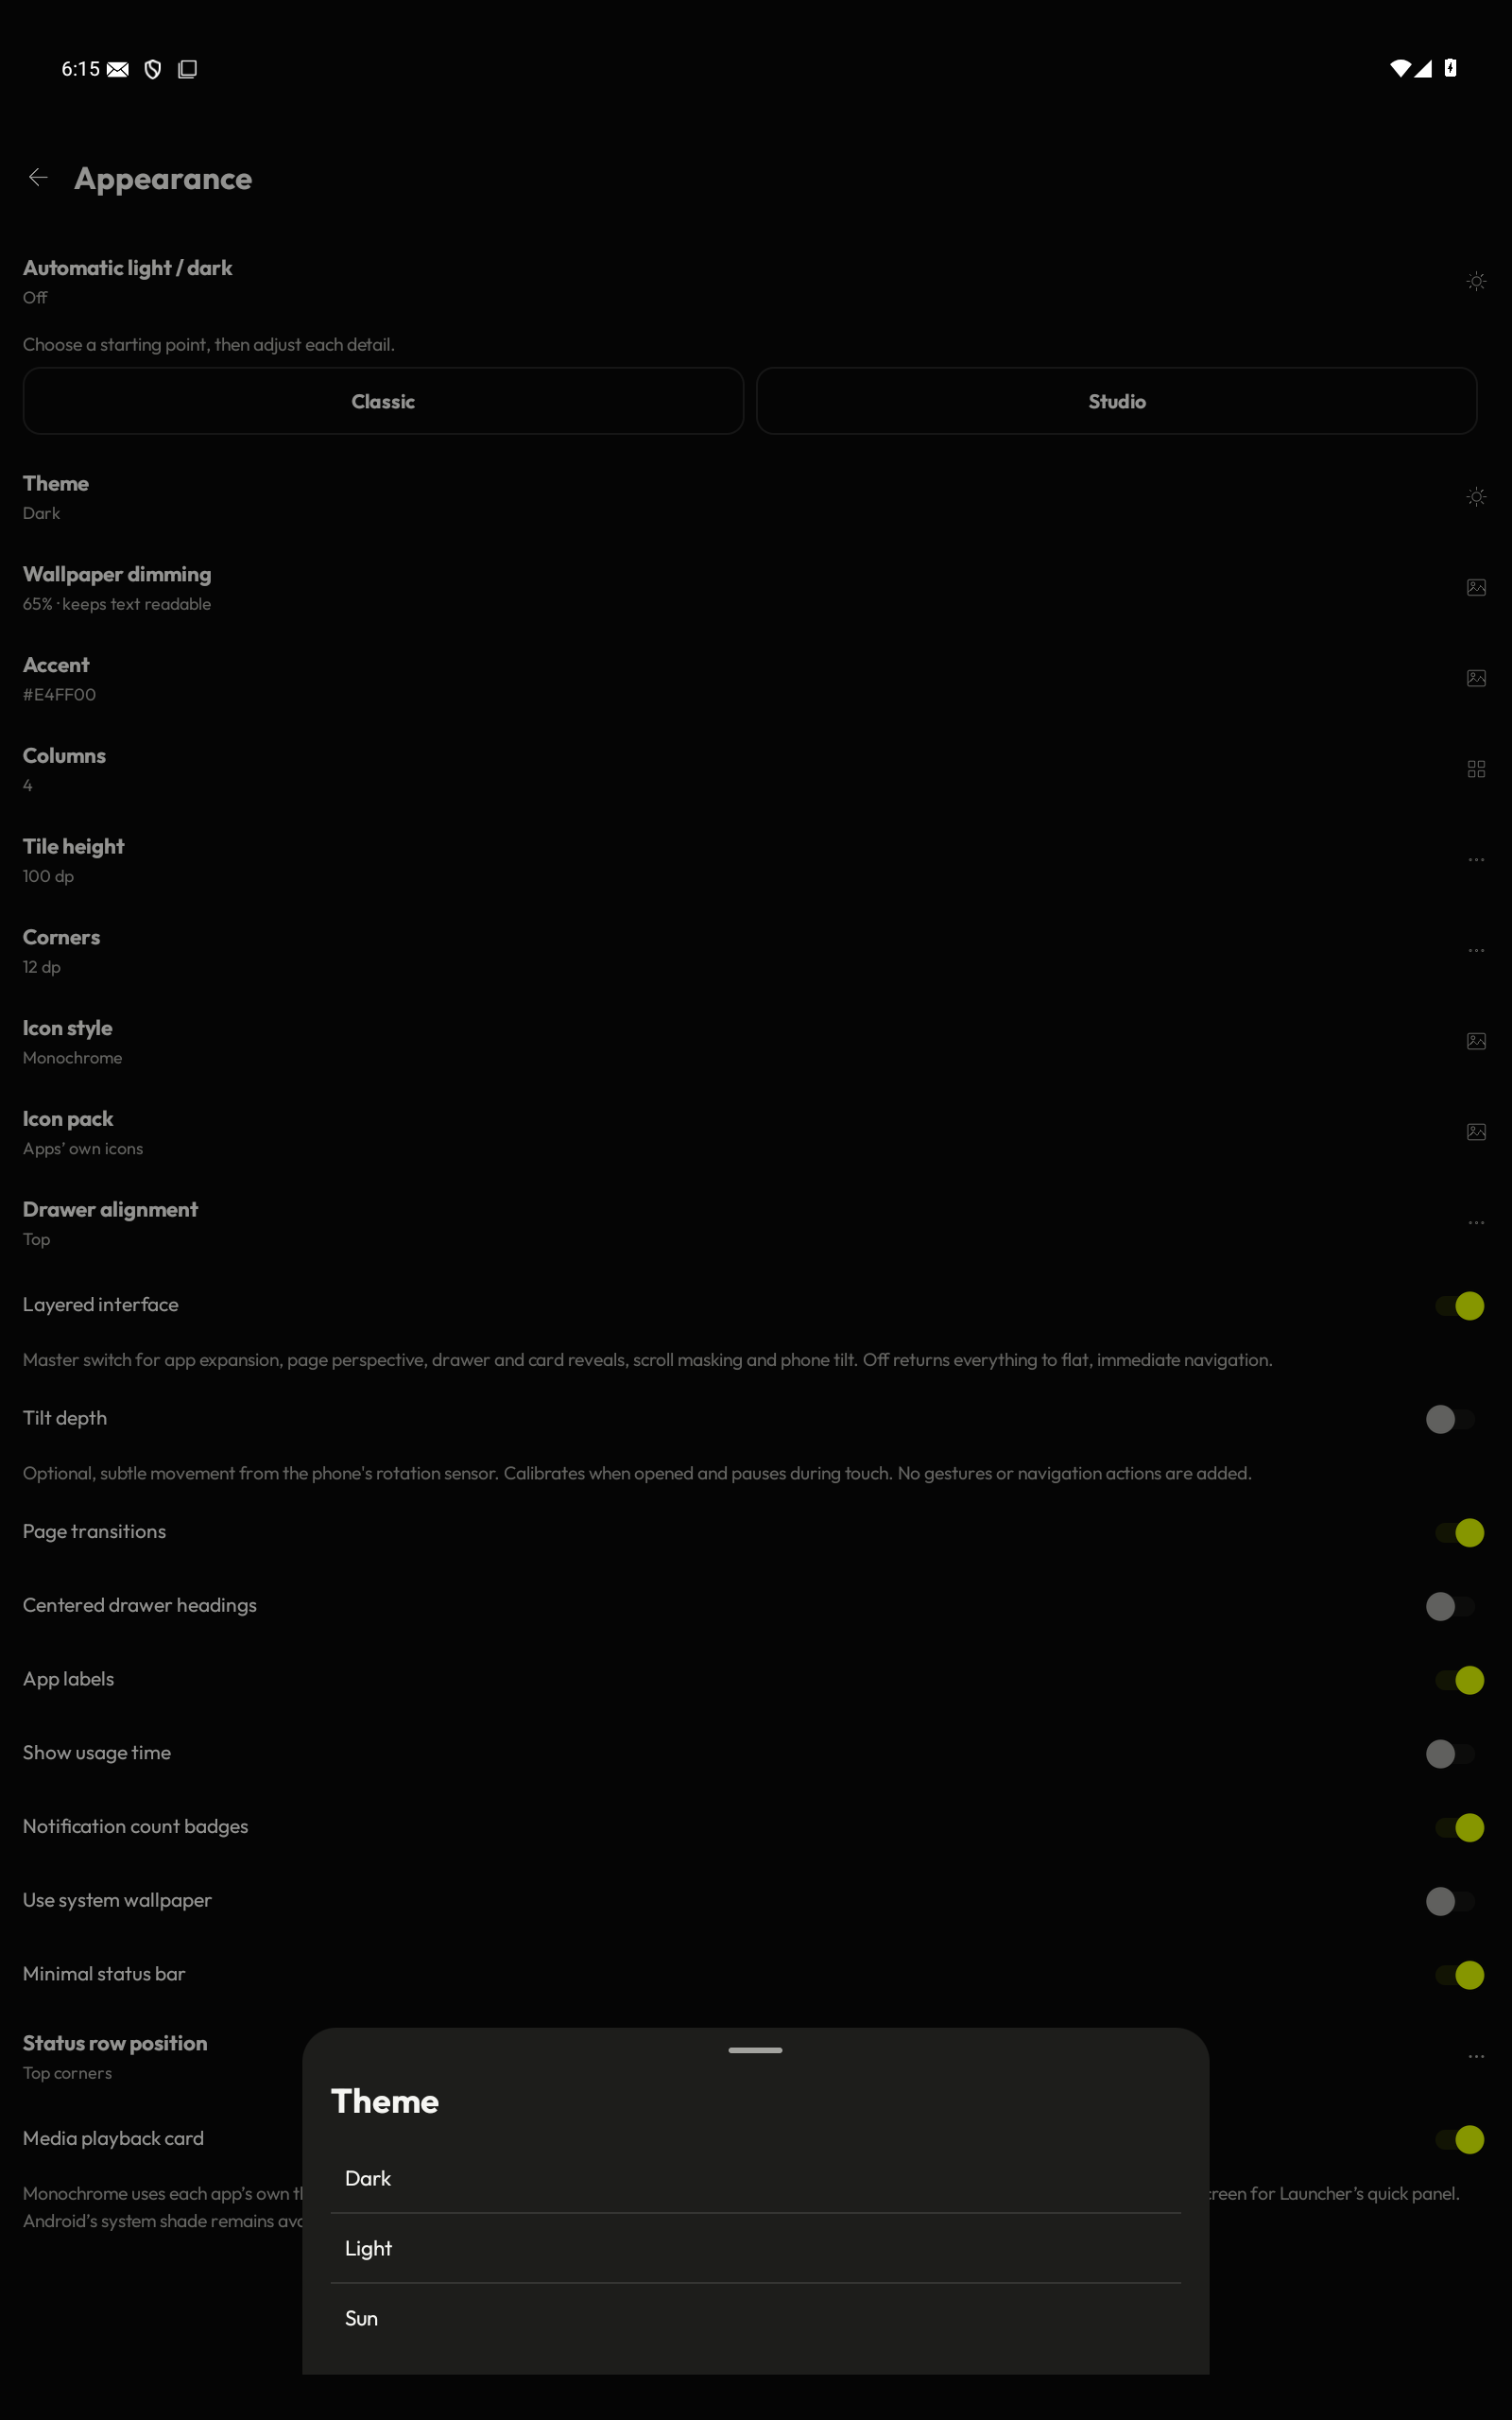 6:15
Appearance
Automatic light / dark
Off
Choose a starting point, then adjust each detail.
Classic
Studio
Theme
Dark
Wallpaper dimming
65% · keeps text readable
Accent
#E4FF00
Columns
4
Tile height
100 dp
Corners
12 dp
Icon style
Monochrome
Icon pack
Apps’ own icons
Drawer alignment
Top
Layered interface
Master switch for app expansion, page perspective, drawer and card reveals, scroll masking and phone tilt. Off returns everything to flat, immediate navigation.
Tilt depth
Optional, subtle movement from the phone's rotation sensor. Calibrates when opened and pauses during touch. No gestures or navigation actions are added.
Page transitions
Centered drawer headings
App labels
Show usage time
Notification count badges
Use system wallpaper
Minimal status bar
Status row position
Top corners
Media playback card
Monochrome uses each app’s own
for Launcher’s quick panel.
Android’s system shade remains
Theme
Dark
Light
Sun